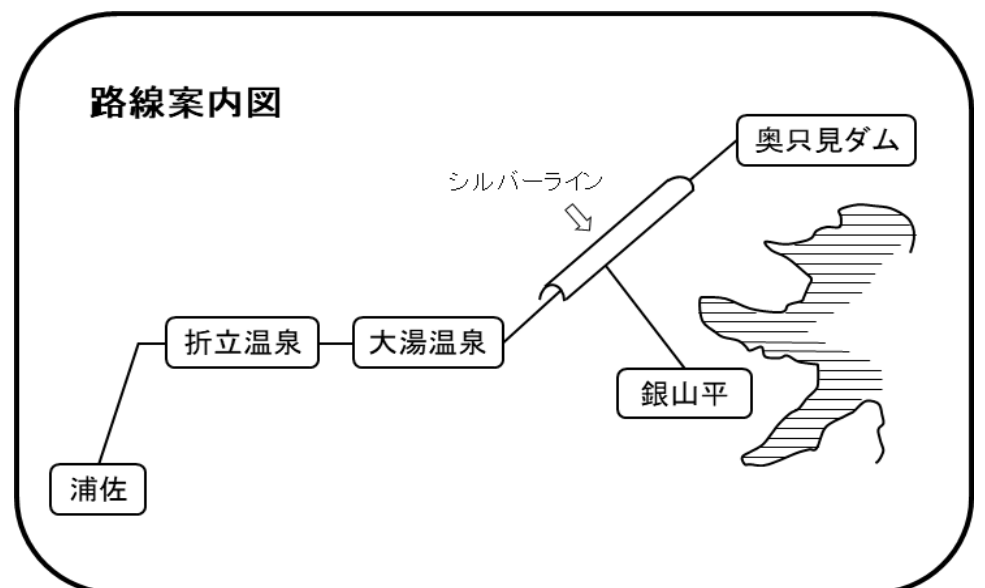 路線案内図
奥只見ダム
シルバーライン
折立温泉
大湯温泉
銀山平
浦佐